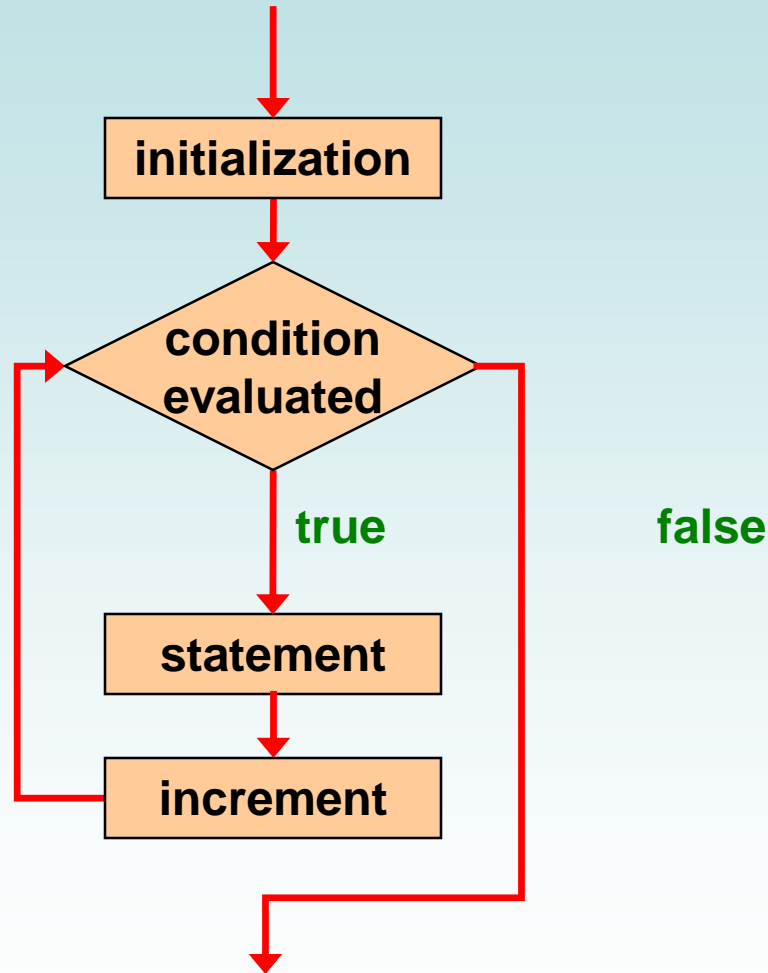 initialization
condition
evaluated
true
false
statement
increment